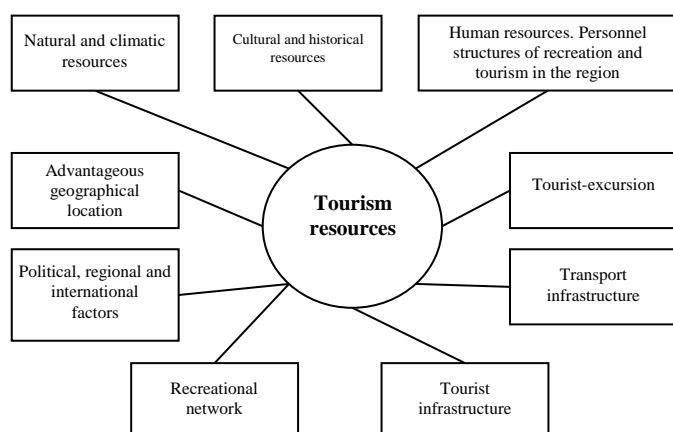 Natural and climatic
resources
Cultural and historical
resources
Human resources. Personnel
structures of recreation and
tourism in the region
Advantageous
geographical
location
Tourism
resources
Tourist-excursion
Political, regional and
international
factors
Transport
infrastructure
Recreational
network
Tourist
infrastructure